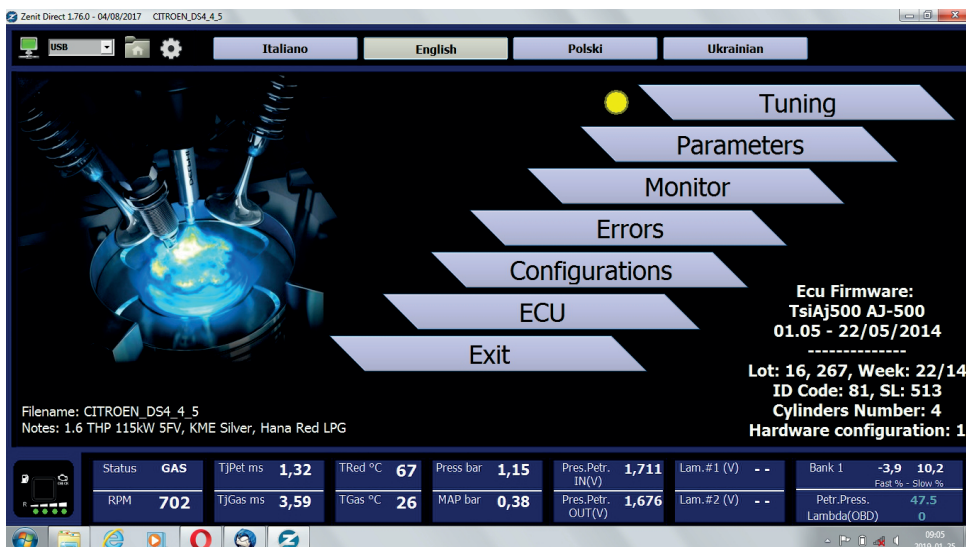 Zenit Direct 1.76.0 - 04/08/2017 CITROEN_DS4_4_5
USB Italiano English Polski Ukrainian
Tuning
Parameters
Monitor
Errors
Configurations
ECU
Exit
Ecu Firmware:
TsiAj500 AJ-500
01.05 - 22/05/2014
--------------
Lot: 16, 267, Week: 22/14
ID Code: 81, SL: 513
Cylinders Number: 4
Hardware configuration: 1
Filename: CITROEN_DS4_4_5
Notes: 1.6 THP 115kW 5FV, KME Silver, Hana Red LPG
Status GAS TjPet ms 1,32 TRed °C 67 Press bar 1,15 Pres.Petr. IN(V) 1,711 Lam.#1 (V) - - Bank 1 -3,9 10,2
Fast % - Slow %
RPM 702 TjGas ms 3,59 TGas °C 26 MAP bar 0,38 Pres.Petr. OUT(V) 1,676 Lam.#2 (V) - - Petr.Press. 47.5
Lambda(OBD) 0
CHECK
R
09:05
2019-01-25